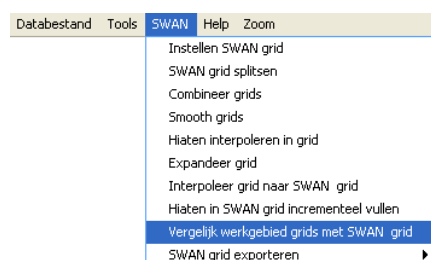 Databestand Tools SWAN Help Zoom
Instellen SWAN grid
SWAN grid splitsen
Combineer grids
Smooth grids
Hiaten interpoleren in grid
Expandeer grid
Interpoleer grid naar SWAN grid
Hiaten in SWAN grid incrementeel vullen
Vergelijk werkgebied grids met SWAN grid
SWAN grid exporteren